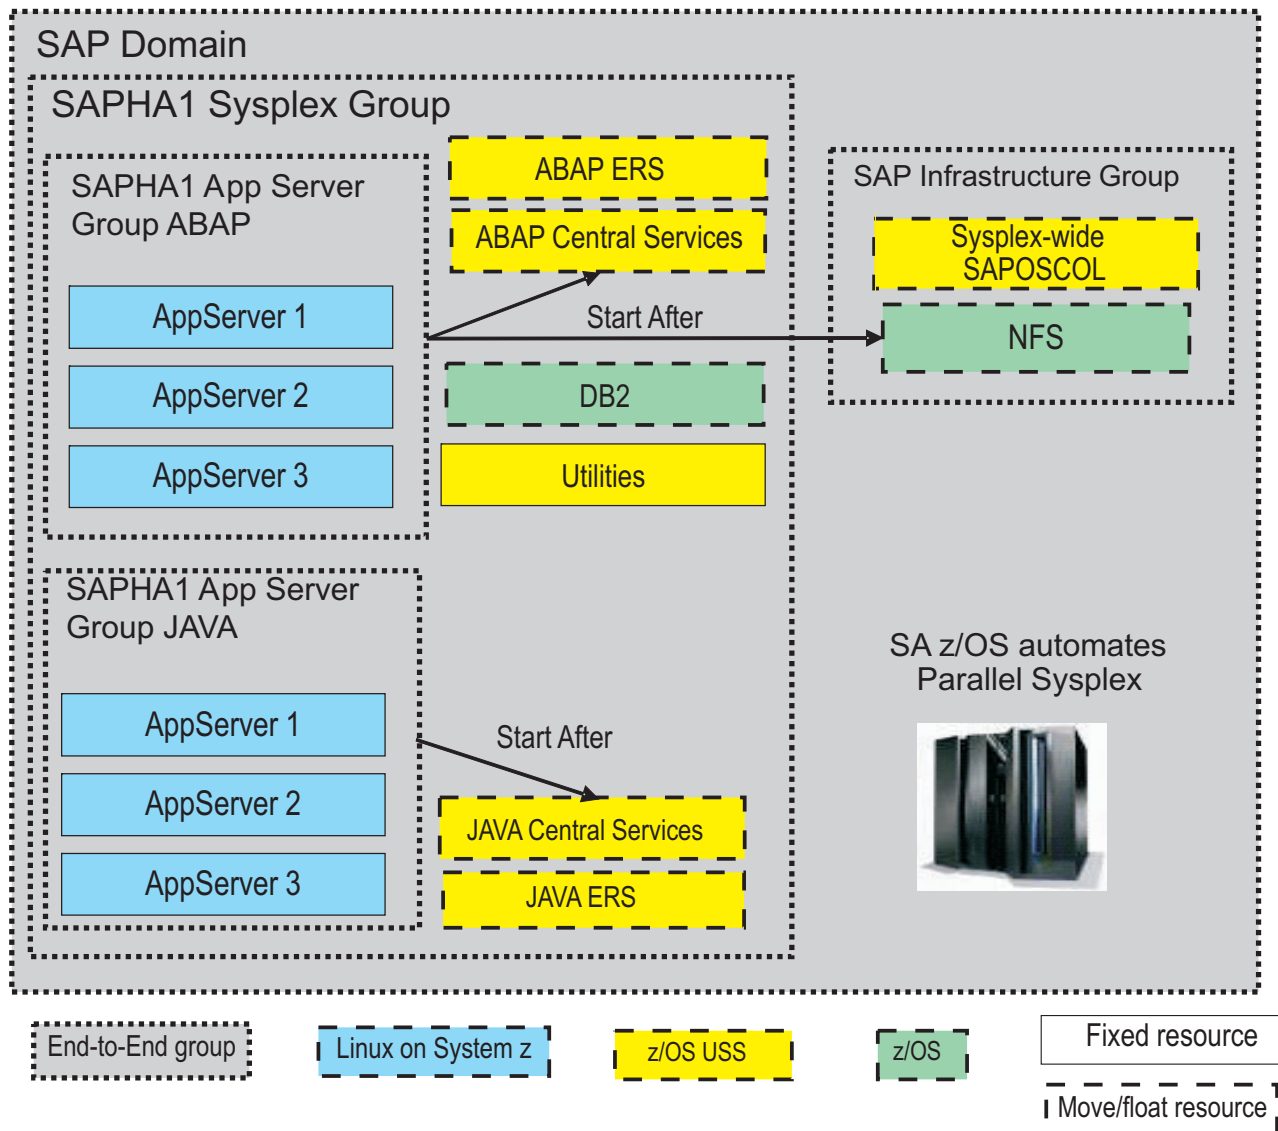 SAP Domain
SAPHA1 Sysplex Group
SAPHA1 App Server
Group ABAP
AppServer 1
AppServer 2
AppServer 3
ABAP ERS
ABAP Central Services
Start After
DB2
Utilities
SAP Infrastructure Group
Sysplex-wide
SAPOSCOL
NFS
SAPHA1 App Server
Group JAVA
AppServer 1
AppServer 2
AppServer 3
Start After
JAVA Central Services
JAVA ERS
SA z/OS automates
Parallel Sysplex
End-to-End group
Linux on System z
z/OS USS
z/OS
Fixed resource
Move/float resource